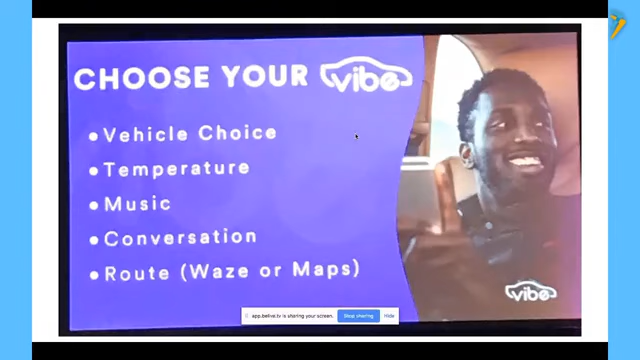 CHOOSE YOUR vibe
• Vehicle Choice
• Temperature
• Music
• Conversation
• Route (Waze or Maps)
vibe
app.belive.tv is sharing your screen. Stop sharing Hide